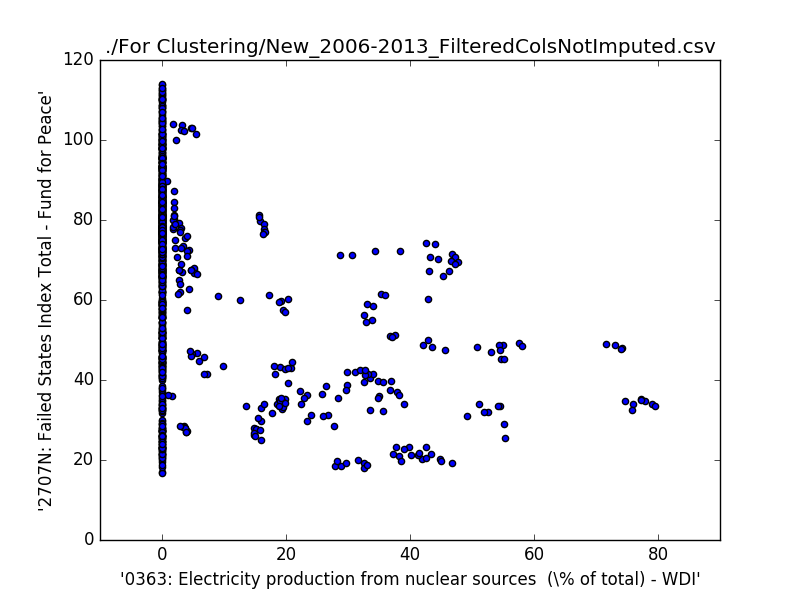 ./For Clustering/New_2006-2013_FilteredColsNotImputed.csv
120
100
80
60
40
20
0
'2707N: Failed States Index Total - Fund for Peace'
0 20 40 60 80
'0363: Electricity production from nuclear sources  (\% of total) - WDI'